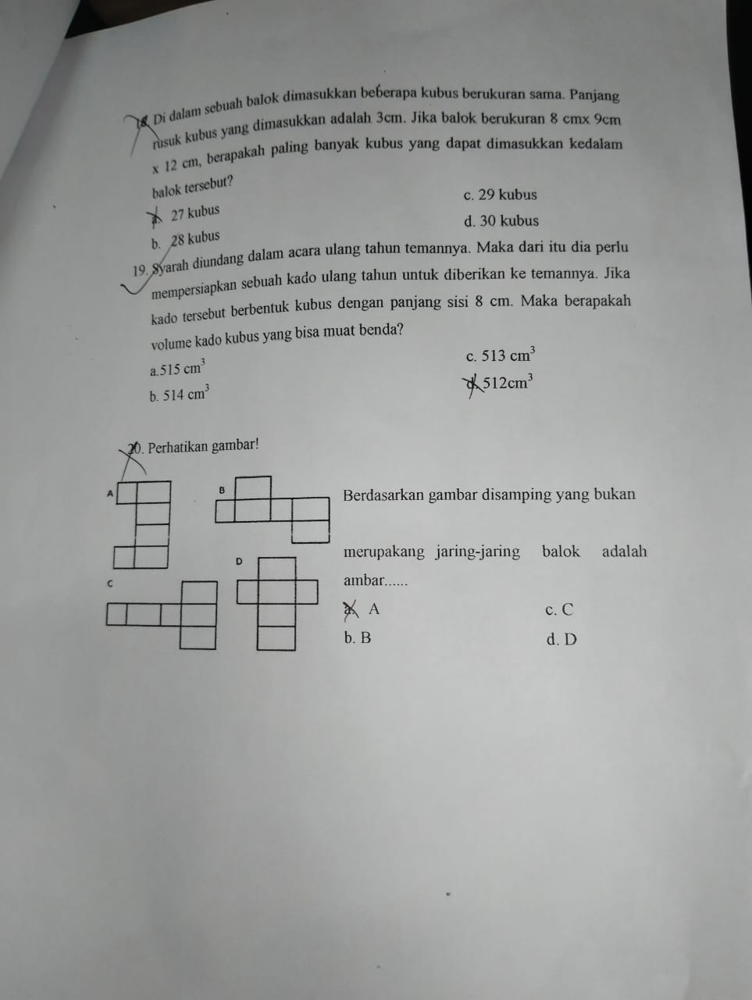 18. Di dalam sebuah balok dimasukkan beberapa kubus berukuran sama. Panjang
rusuk kubus yang dimasukkan adalah 3cm. Jika balok berukuran 8 cmx 9cm
x 12 cm, berapakah paling banyak kubus yang dapat dimasukkan kedalam
balok tersebut?
a. 27 kubus
b. 28 kubus
c. 29 kubus
d. 30 kubus
19. Syarah diundang dalam acara ulang tahun temannya. Maka dari itu dia perlu
mempersiapkan sebuah kado ulang tahun untuk diberikan ke temannya. Jika
kado tersebut berbentuk kubus dengan panjang sisi 8 cm. Maka berapakah
volume kado kubus yang bisa muat benda?
a.515 cm³
b. 514 cm³
c. 513 cm³
d. 512cm³
20. Perhatikan gambar!
A
B
C
D
Berdasarkan gambar disamping yang bukan
merupakang jaring-jaring balok adalah
ambar......
a. A
b. B
c. C
d. D